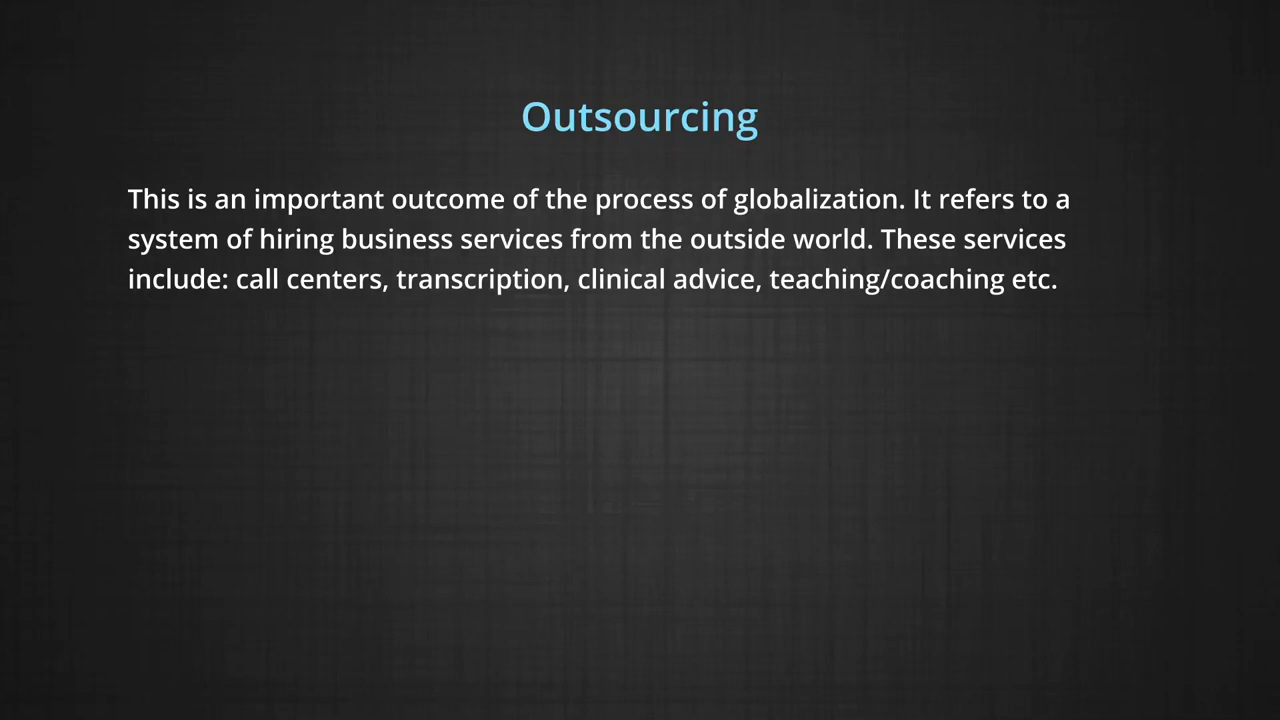 Outsourcing
This is an important outcome of the process of globalization. It refers to a
system of hiring business services from the outside world. These services
include: call centers, transcription, clinical advice, teaching/coaching etc.